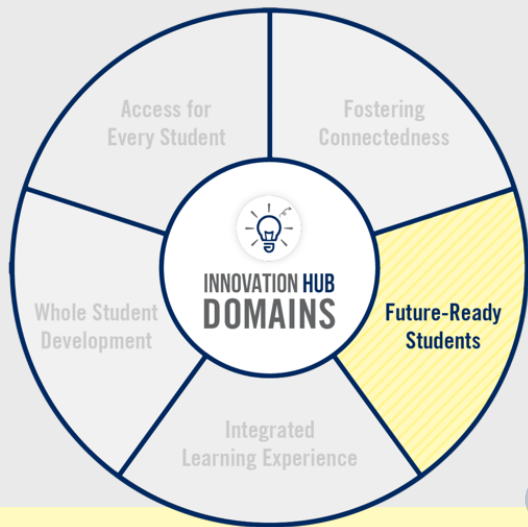 Access for
Every Student
Fostering
Connectedness
INNOVATION HUB
DOMAINS
Whole Student
Development
Future-Ready
Students
Integrated
Learning Experience